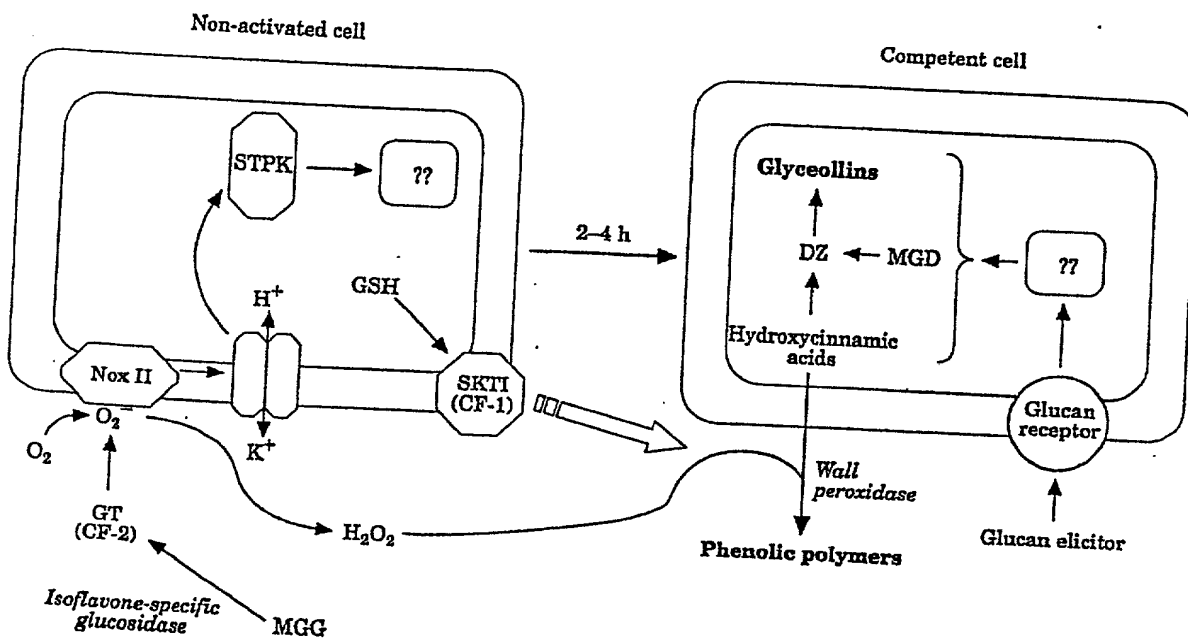 Non-activated cell
Competent cell
STPK
??
Glyceollins
2–4 h
DZ
MGD
??
GSH
H+
Hydroxycinnamic
acids
Nox II
SKTI
(CF-1)
Glucan
receptor
O2−
O2
K+
Wall
peroxidase
GT
(CF-2)
H2O2
Phenolic polymers
Glucan elicitor
Isoflavone-specific
glucosidase
MGG